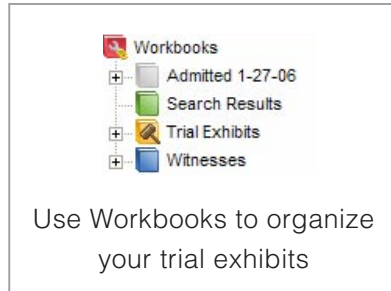 Workbooks
Admitted 1-27-06
Search Results
Trial Exhibits
Witnesses
Use Workbooks to organize
your trial exhibits